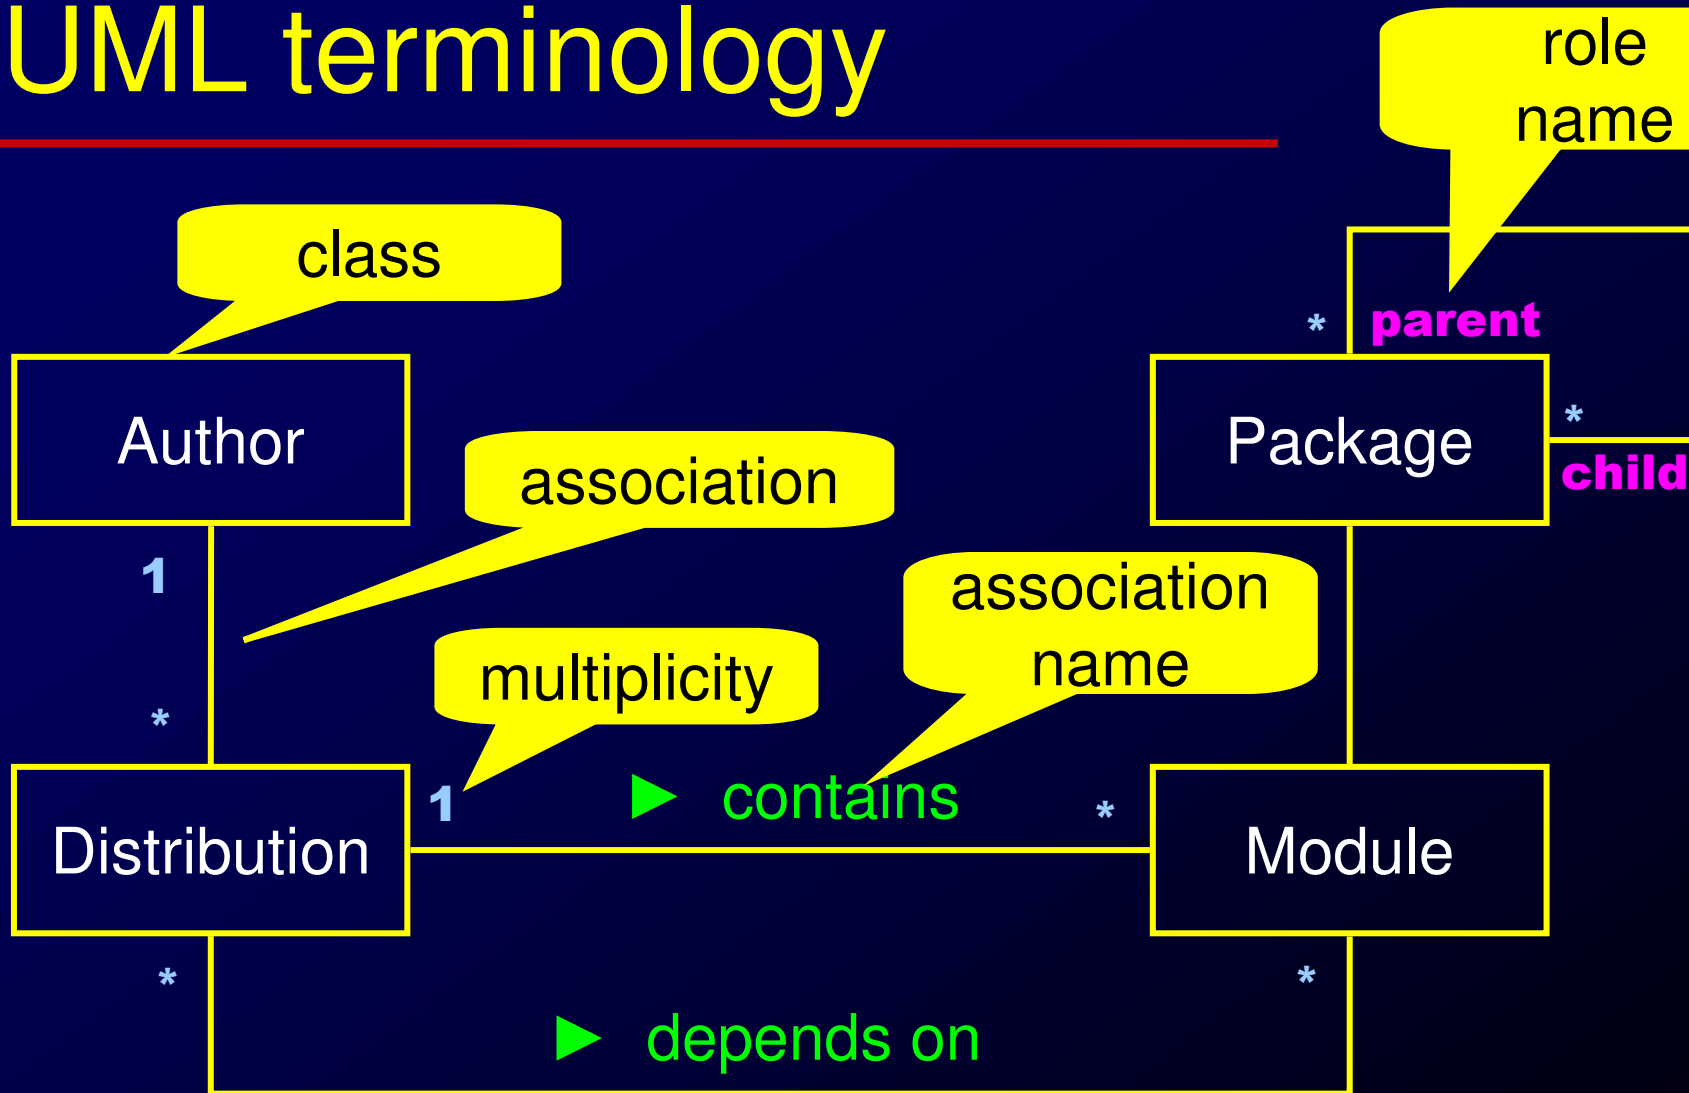 UML terminology
role
name
class
* parent
Author
Package
*
child
association
1
association
name
multiplicity
*
1
► contains
*
Distribution
Module
*
*
► depends on